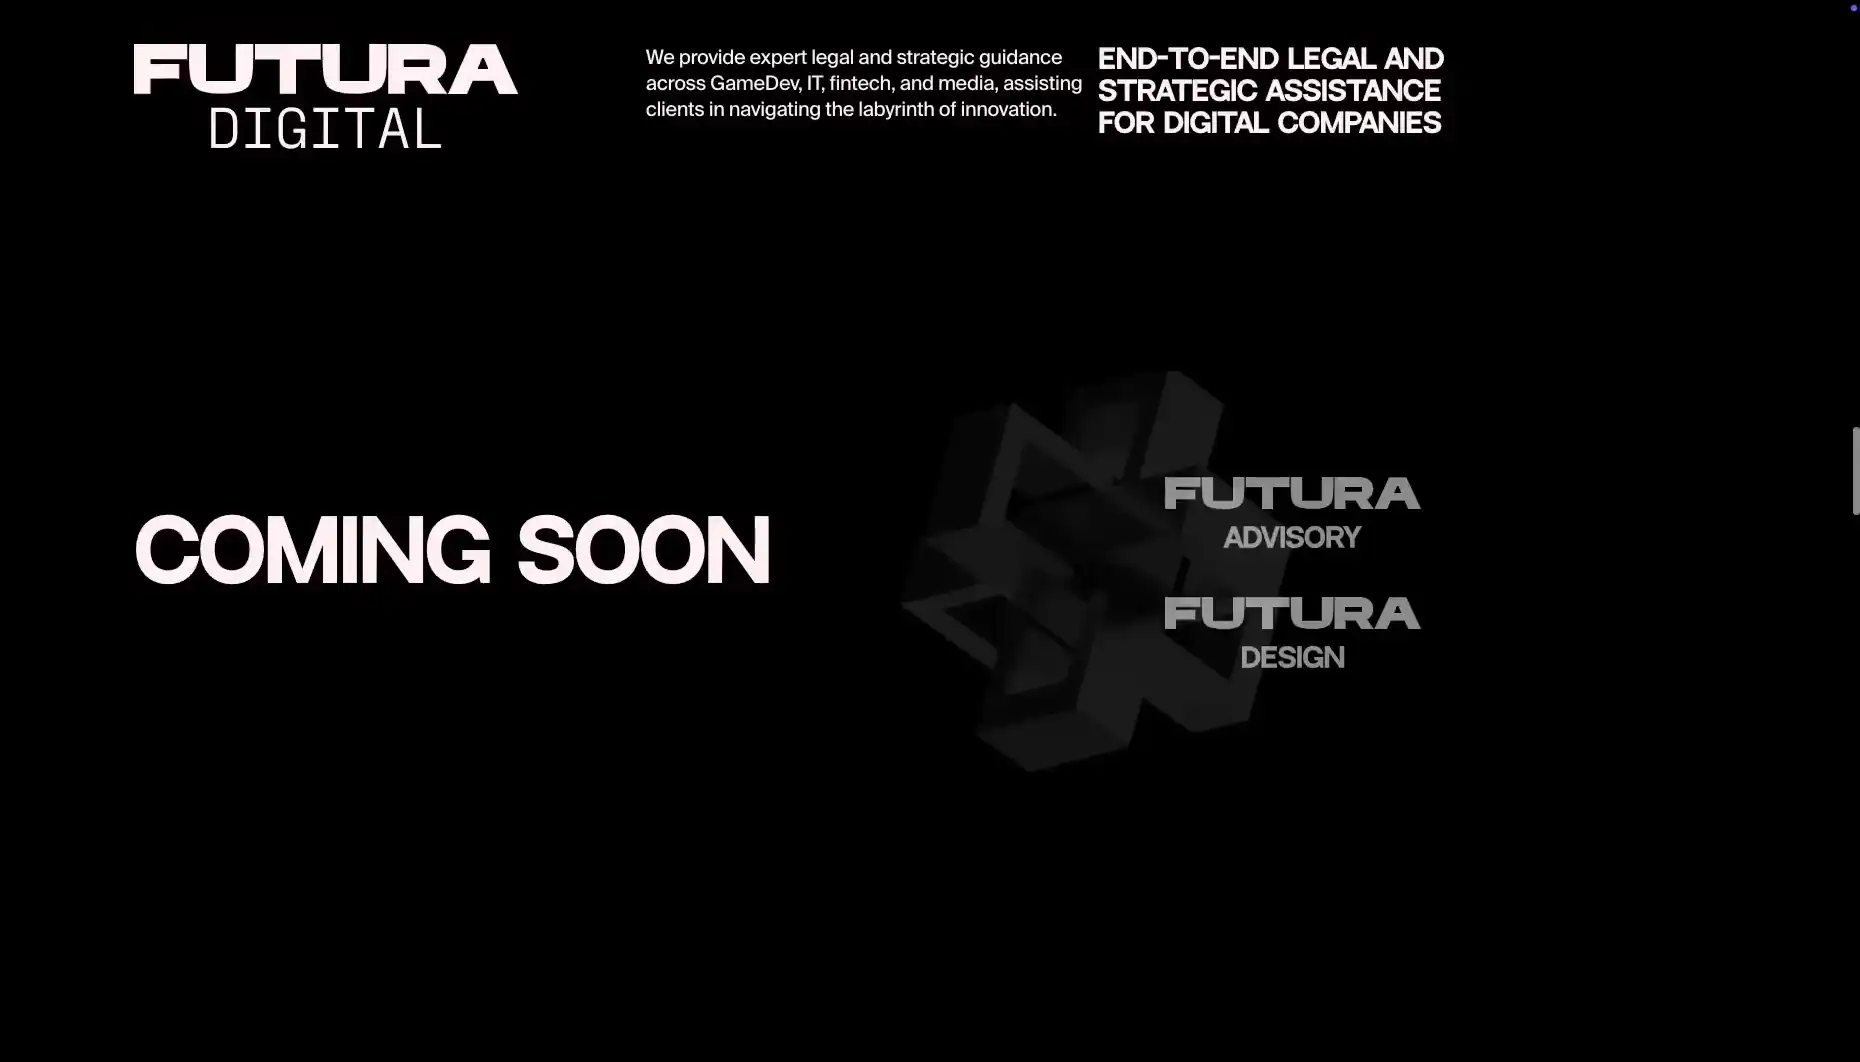 FUTURA
DIGITAL
We provide expert legal and strategic guidance
across GameDev, IT, fintech, and media, assisting
clients in navigating the labyrinth of innovation.
END-TO-END LEGAL AND
STRATEGIC ASSISTANCE
FOR DIGITAL COMPANIES
COMING SOON
FUTURA
ADVISORY
FUTURA
DESIGN